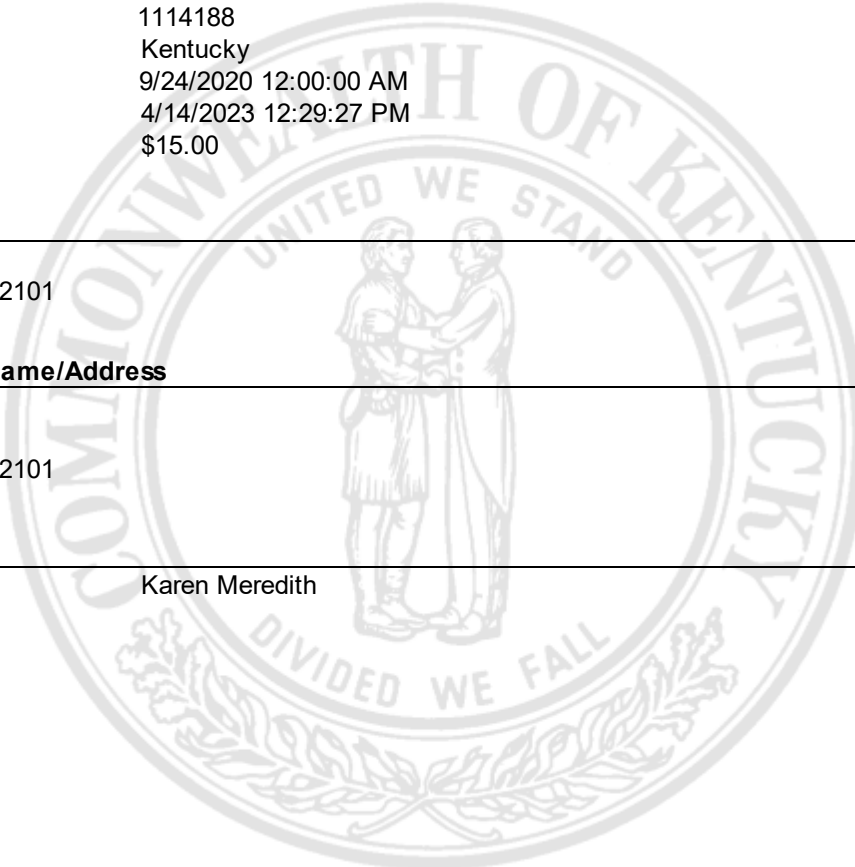 1114188
Kentucky
9/24/2020 12:00:00 AM
4/14/2023 12:29:27 PM
$15.00
COMMONWEALTH OF KENTUCKY
UNITED WE STAND
2101
ame/Address
2101
Karen Meredith
DIVIDED WE FALL